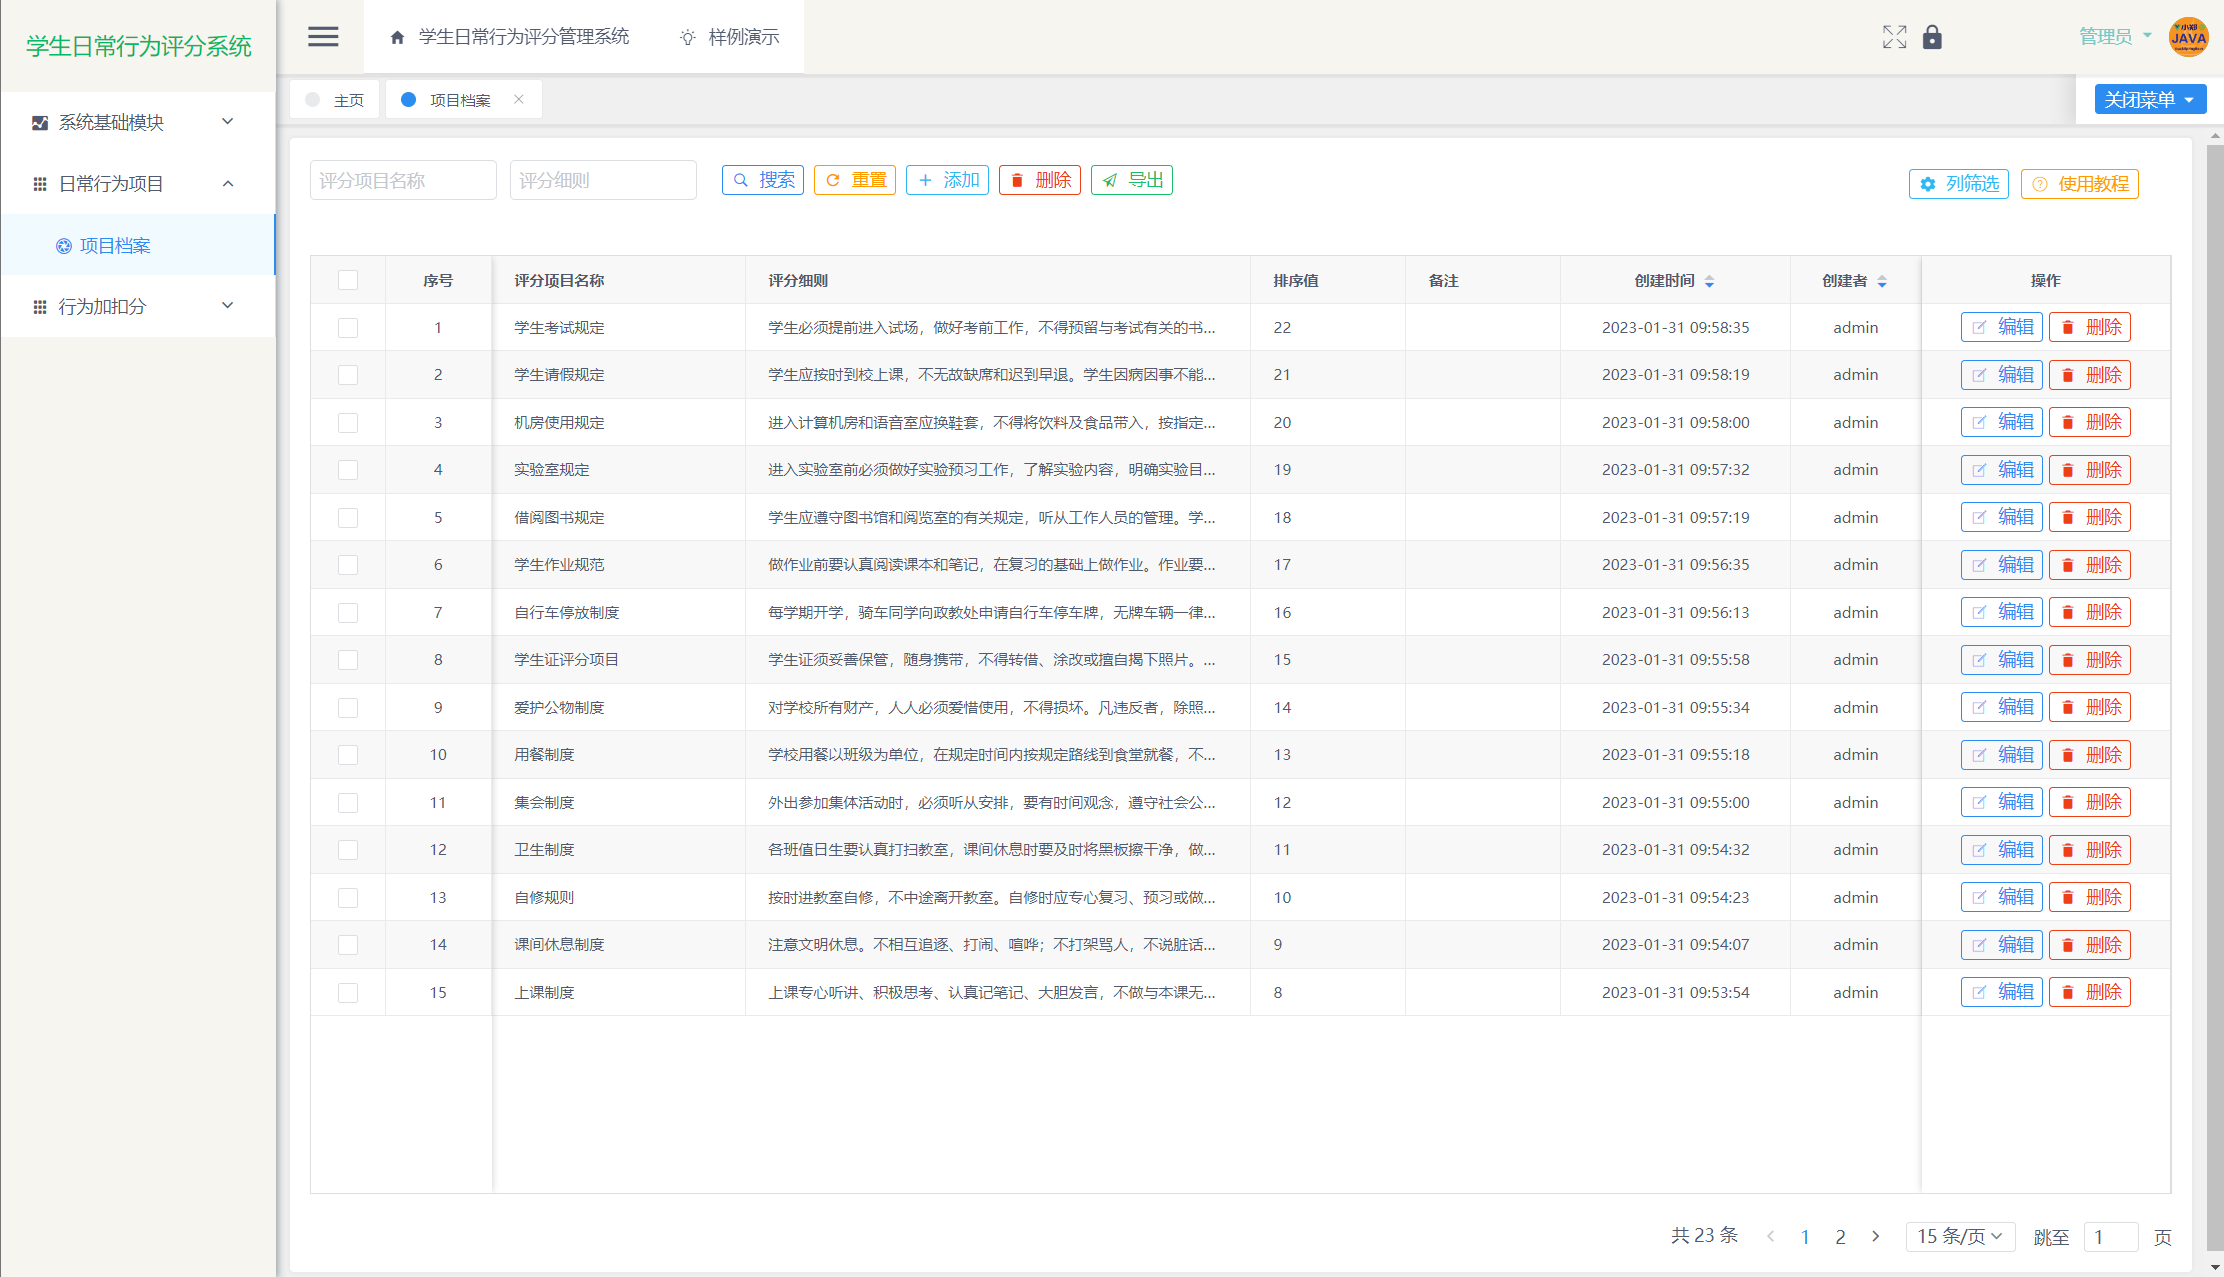 学生日常行为评分系统
学生日常行为评分管理系统 样例演示
管理员
小郑
JAVA
主页 项目档案
关闭菜单
系统基础模块
日常行为项目
项目档案
行为加扣分
评分项目名称 评分细则 搜索 重置 添加 删除 导出 列筛选 使用教程
序号 评分项目名称 评分细则 排序值 备注 创建时间 创建者 操作
1 学生考试规定 学生必须提前进入试场，做好考前工作，不得预留与考试有关的书... 22 2023-01-31 09:58:35 admin 编辑 删除
2 学生请假规定 学生应按时到校上课，不无故缺席和迟到早退。学生因病因事不能... 21 2023-01-31 09:58:19 admin 编辑 删除
3 机房使用规定 进入计算机房和语音室应换鞋套，不得将饮料及食品带入，按指定... 20 2023-01-31 09:58:00 admin 编辑 删除
4 实验室规定 进入实验室前必须做好实验预习工作，了解实验内容，明确实验目... 19 2023-01-31 09:57:32 admin 编辑 删除
5 借阅图书规定 学生应遵守图书馆和阅览室的有关规定，听从工作人员的管理。学... 18 2023-01-31 09:57:19 admin 编辑 删除
6 学生作业规范 做作业前要认真阅读课本和笔记，在复习的基础上做作业。作业要... 17 2023-01-31 09:56:35 admin 编辑 删除
7 自行车停放制度 每学期开学，骑车同学向政教处申请自行车停车牌，无牌车辆一律... 16 2023-01-31 09:56:13 admin 编辑 删除
8 学生证评分项目 学生证须妥善保管，随身携带，不得转借、涂改或擅自揭下照片。... 15 2023-01-31 09:55:58 admin 编辑 删除
9 爱护公物制度 对学校所有财产，人人必须爱惜使用，不得损坏。凡违反者，除照... 14 2023-01-31 09:55:34 admin 编辑 删除
10 用餐制度 学校用餐以班级为单位，在规定时间内按规定路线到食堂就餐，不... 13 2023-01-31 09:55:18 admin 编辑 删除
11 集会制度 外出参加集体活动时，必须听从安排，要有时间观念，遵守社会公... 12 2023-01-31 09:55:00 admin 编辑 删除
12 卫生制度 各班值日生要认真打扫教室，课间休息时要及时将黑板擦干净，做... 11 2023-01-31 09:54:32 admin 编辑 删除
13 自修规则 按时进教室自修，不中途离开教室。自修时应专心复习、预习或做... 10 2023-01-31 09:54:23 admin 编辑 删除
14 课间休息制度 注意文明休息。不相互追逐、打闹、喧哗；不打架骂人，不说脏话... 9 2023-01-31 09:54:07 admin 编辑 删除
15 上课制度 上课专心听讲、积极思考、认真记笔记、大胆发言，不做与本课无... 8 2023-01-31 09:53:54 admin 编辑 删除
共 23 条 1 2 15 条/页 跳至 1 页